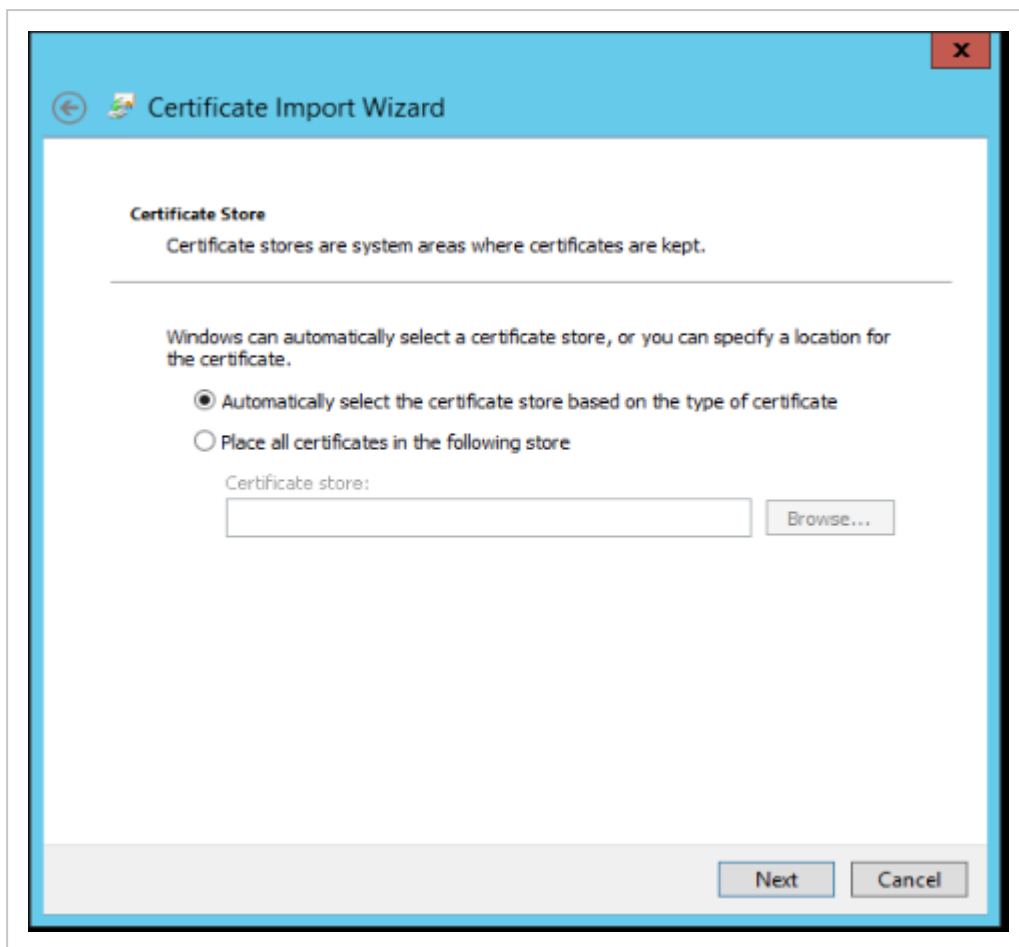 x
Certificate Import Wizard
Certificate Store
Certificate stores are system areas where certificates are kept.
Windows can automatically select a certificate store, or you can specify a location for
the certificate.
Automatically select the certificate store based on the type of certificate
Place all certificates in the following store
Certificate store:
Browse...
Next
Cancel